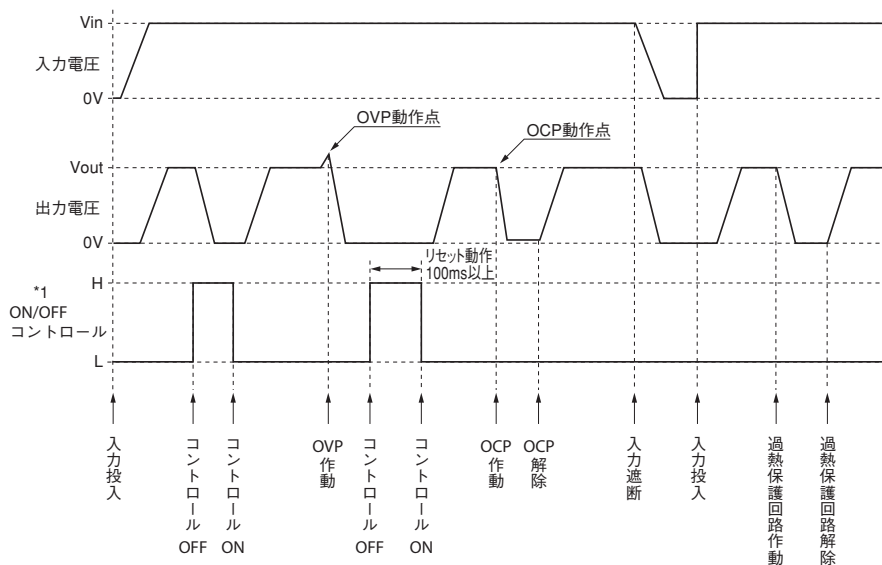 Vin
入力電圧
0V
OVP動作点
OCP動作点
Vout
出力電圧
0V
リセット動作
100ms以上
H
*1
ON/OFF
コントロール
L
入力投入
コントロール OFF
コントロール ON
OVP
作動
コントロール OFF
コントロール ON
OCP
作動
OCP
解除
入力遮断
入力投入
過熱保護回路作動
過熱保護回路解除